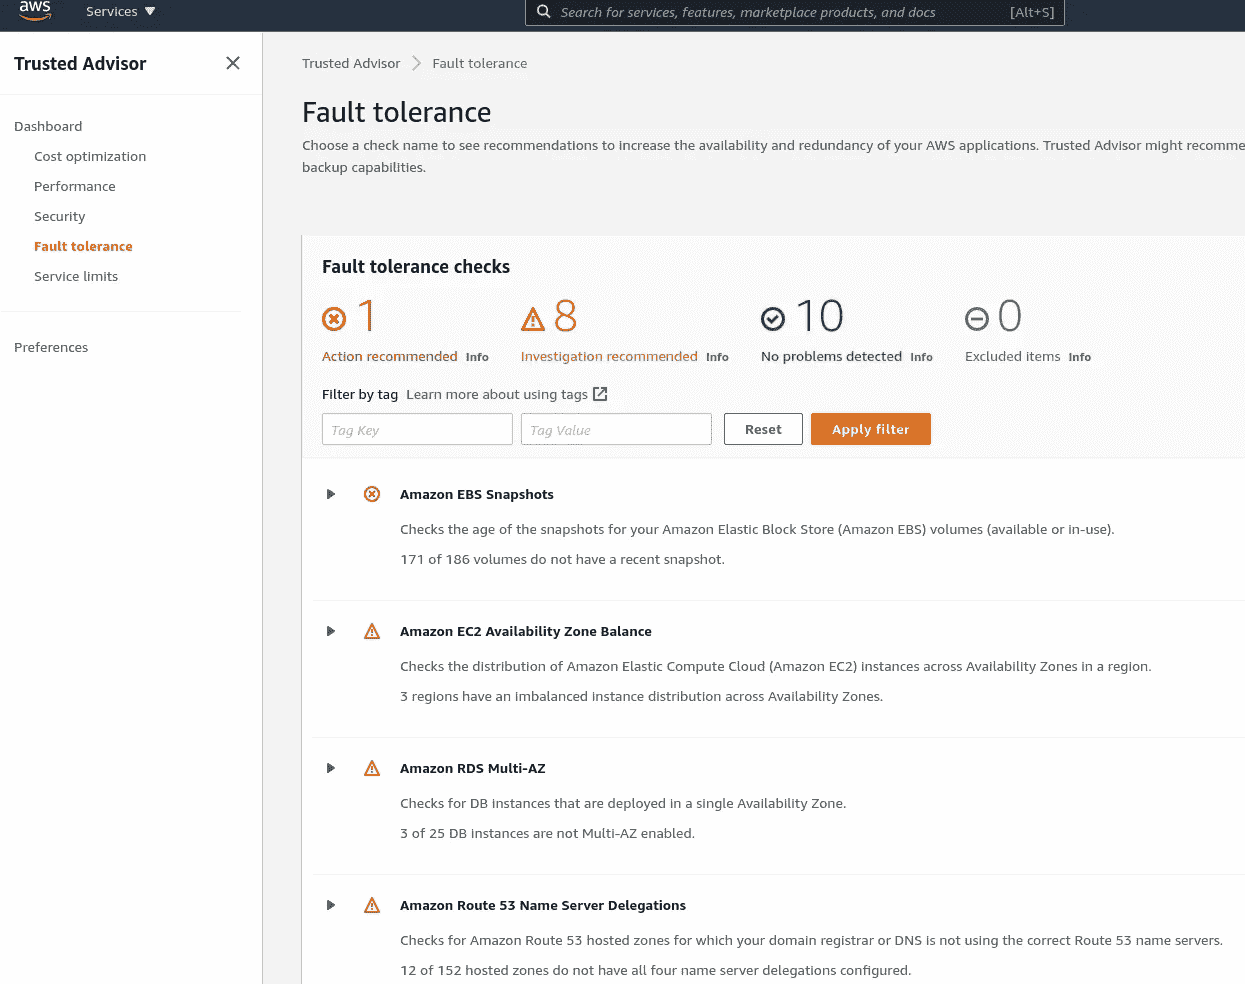 aws
Services
Search for services, features, marketplace products, and docs
[Alt+S]
Trusted Advisor
Dashboard
Cost optimization
Performance
Security
Fault tolerance
Service limits
Preferences
Trusted Advisor
Fault tolerance
Fault tolerance
Choose a check name to see recommendations to increase the availability and redundancy of your AWS applications. Trusted Advisor might recomme
backup capabilities.
Fault tolerance checks
1
Action recommended Info
8
Investigation recommended Info
10
No problems detected Info
0
Excluded items Info
Filter by tag Learn more about using tags
Tag Key
Tag Value
Reset
Apply filter
Amazon EBS Snapshots
Checks the age of the snapshots for your Amazon Elastic Block Store (Amazon EBS) volumes (available or in-use).
171 of 186 volumes do not have a recent snapshot.
Amazon EC2 Availability Zone Balance
Checks the distribution of Amazon Elastic Compute Cloud (Amazon EC2) instances across Availability Zones in a region.
3 regions have an imbalanced instance distribution across Availability Zones.
Amazon RDS Multi-AZ
Checks for DB instances that are deployed in a single Availability Zone.
3 of 25 DB instances are not Multi-AZ enabled.
Amazon Route 53 Name Server Delegations
Checks for Amazon Route 53 hosted zones for which your domain registrar or DNS is not using the correct Route 53 name servers.
12 of 152 hosted zones do not have all four name server delegations configured.